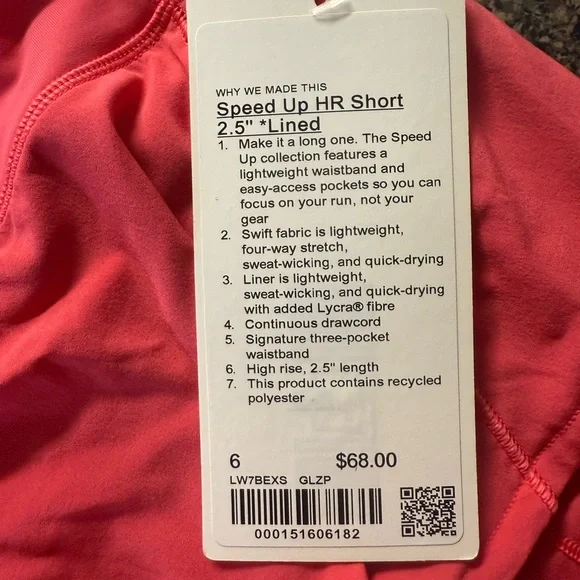 WHY WE MADE THIS
Speed Up HR Short
2.5" *Lined
1. Make it a long one. The Speed
Up collection features a
lightweight waistband and
easy-access pockets so you can
focus on your run, not your
gear
2. Swift fabric is lightweight,
four-way stretch,
sweat-wicking, and quick-drying
3. Liner is lightweight,
sweat-wicking, and quick-drying
with added Lycra® fibre
4. Continuous drawcord
5. Signature three-pocket
waistband
6. High rise, 2.5" length
7. This product contains recycled
polyester
6 $68.00
LW7BEXS GLZP
000151606182